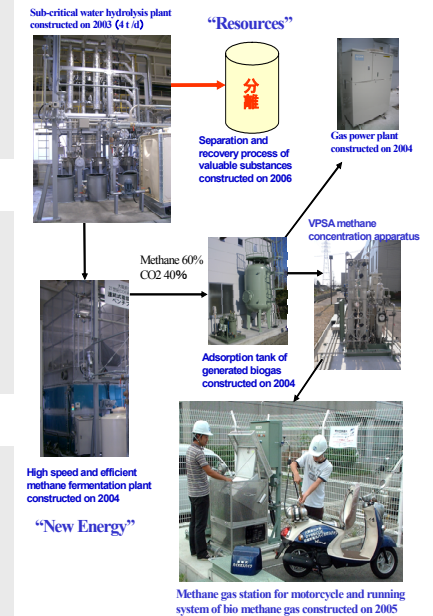 Sub-critical water hydrolysis plant
constructed on 2003 (4 t /d)
“Resources”
分
離
Separation and
recovery process of
valuable substances
constructed on 2006
Gas power plant
constructed on 2004
VPSA methane
concentration apparatus
Methane 60%
CO2 40%
Adsorption tank of
generated biogas
constructed on 2004
High speed and efficient
methane fermentation plant
constructed on 2004
“New Energy”
Methane gas station for motorcycle and running
system of bio methane gas constructed on 2005